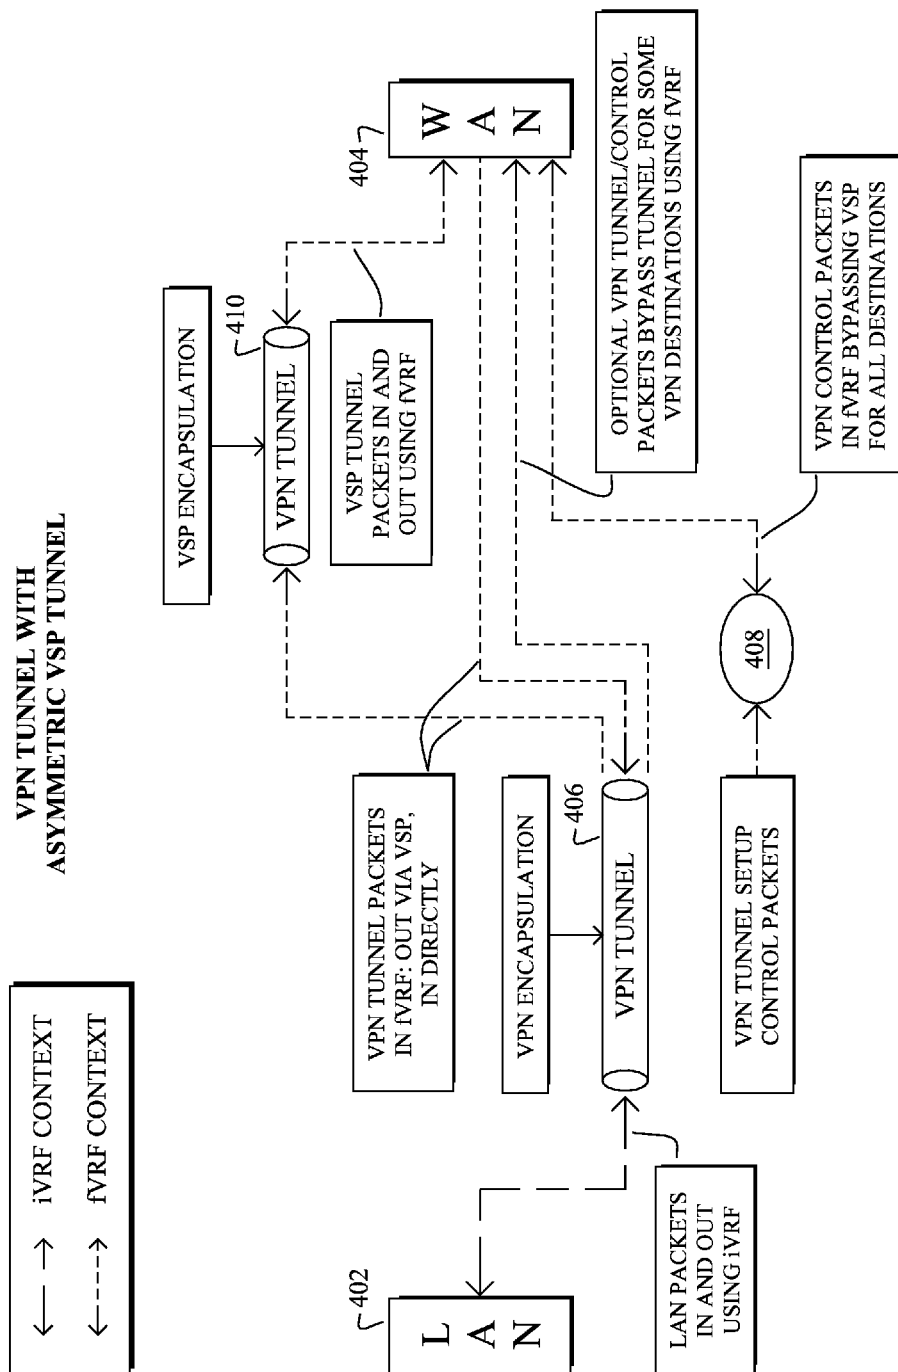 VPN TUNNEL WITH
ASYMMETRIC VSP TUNNEL
iVRF CONTEXT
fVRF CONTEXT
VSP ENCAPSULATION
410
VPN TUNNEL
VSP TUNNEL
PACKETS IN AND
OUT USING fVRF
404
W
A
N
402
L
A
N
VPN TUNNEL PACKETS
IN fVRF: OUT VIA VSP,
IN DIRECTLY
VPN ENCAPSULATION
406
VPN TUNNEL
OPTIONAL VPN TUNNEL/CONTROL
PACKETS BYPASS TUNNEL FOR SOME
VPN DESTINATIONS USING fVRF
LAN PACKETS
IN AND OUT
USING iVRF
VPN TUNNEL SETUP
CONTROL PACKETS
408
VPN CONTROL PACKETS
IN fVRF BYPASSING VSP
FOR ALL DESTINATIONS